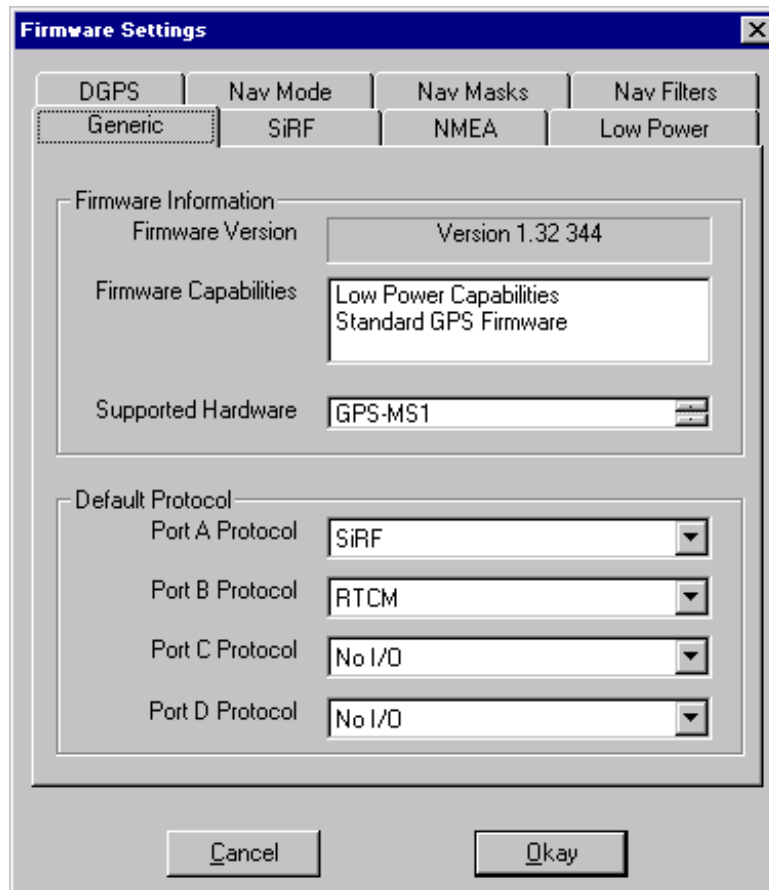 Firmware Settings
DGPS Nav Mode Nav Masks Nav Filters
Generic SiRF NMEA Low Power
Firmware Information
Firmware Version Version 1.32 344
Firmware Capabilities Low Power Capabilities
Standard GPS Firmware
Supported Hardware GPS-MS1
Default Protocol
Port A Protocol SiRF
Port B Protocol RTCM
Port C Protocol No I/O
Port D Protocol No I/O
Cancel Okay